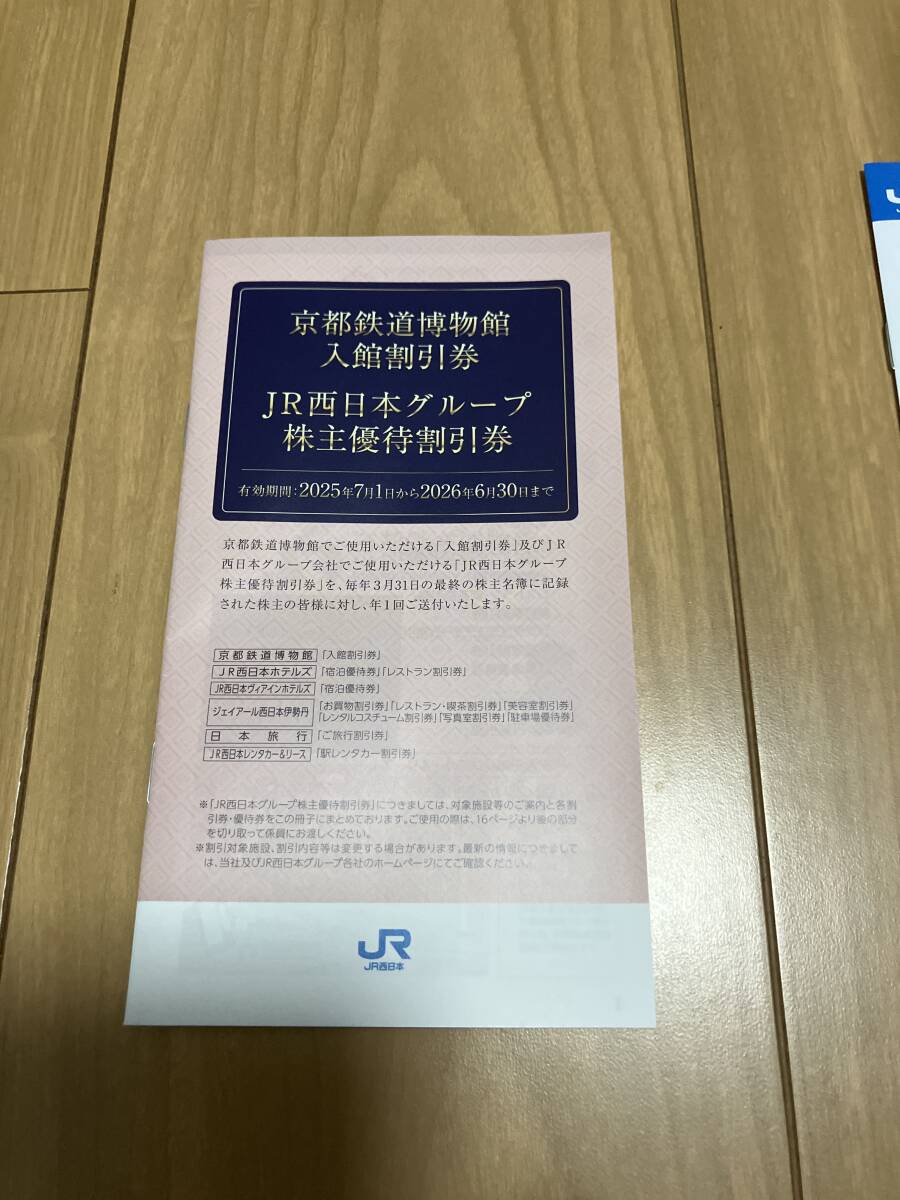 京都鉄道博物館
入館割引券
JR西日本グループ
株主優待割引券
有効期間：2025年7月1日から2026年6月30日まで
京都鉄道博物館でご使用いただける「入館割引券」及びJR
西日本グループ会社でご使用いただける「JR西日本グループ
株主優待割引券」を、毎年3月31日の最終の株主名簿に記録
された株主の皆様に対し、年1回ご送付いたします。
京都鉄道博物館 「入館割引券」
JR西日本ホテルズ 「宿泊優待券」「レストラン割引券」
JR西日本ヴィアインホテルズ 「宿泊優待券」
ジェイアール西日本伊勢丹 「お買物割引券」「レストラン・喫茶割引券」「美容室割引券」
「レンタルコスチューム割引券」「写真室割引券」「駐車場優待券」
日本旅行 「ご旅行割引券」
JR西日本レンタカー&リース 「駅レンタカー割引券」
※「JR西日本グループ株主優待割引券」につきましては、対象施設等のご案内と各割
引券・優待券をこの冊子にまとめております。ご使用の際は、16ページより後の部分
を切り取って係員にお渡しください。
※割引対象施設、割引内容等は変更する場合があります。最新の情報につきまして
は、当社及びJR西日本グループ各社のホームページにてご確認ください。
JR
JR西日本